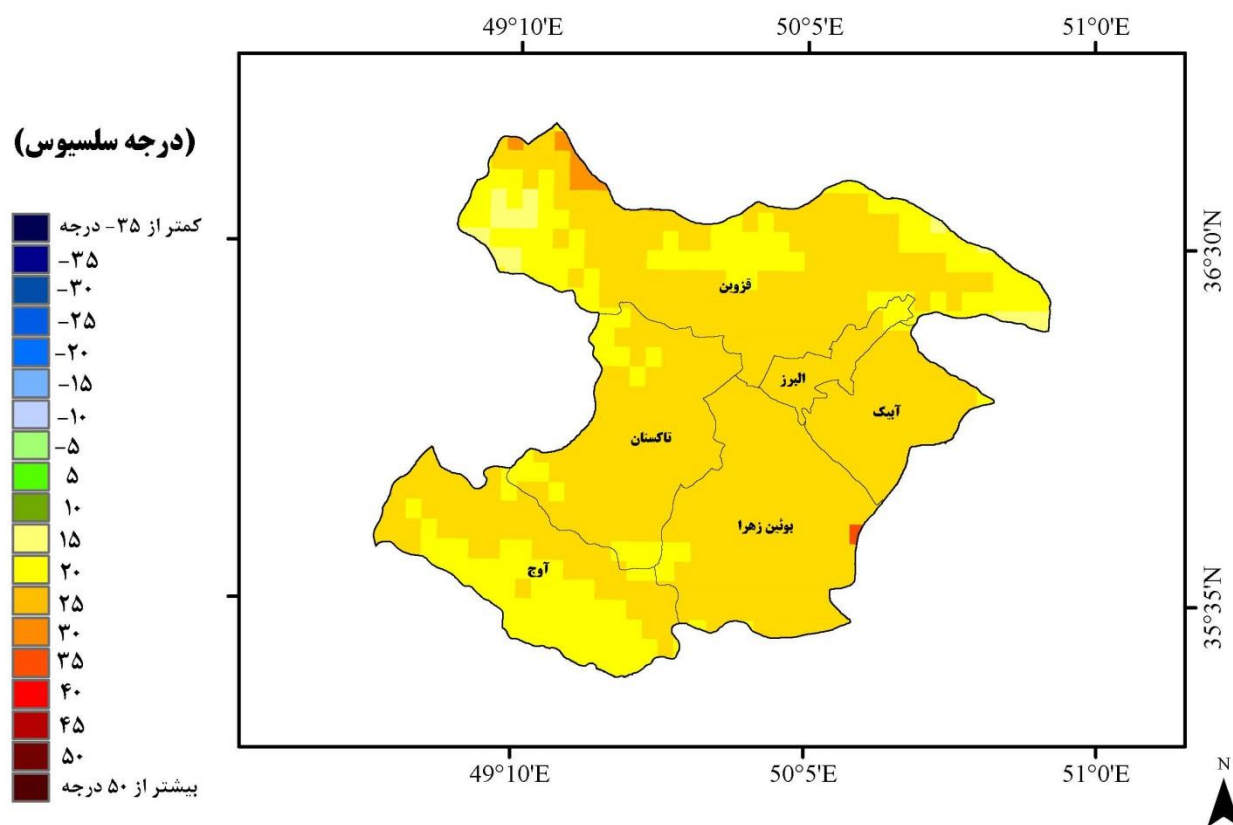 49°10'E
50°5'E
51°0'E
(درجه سلسیوس)
کمتر از ۳۵- درجه
-۳۵
-۳۰
-۲۵
-۲۰
-۱۵
-۱۰
-۵
۵
۱۰
۱۵
۲۰
۲۵
۳۰
۳۵
۴۰
۴۵
۵۰
بیشتر از ۵۰ درجه
قزوین
البرز
آبیک
تاکستان
بوئین زهرا
آوج
36°30'N
35°35'N
49°10'E
50°5'E
51°0'E
N